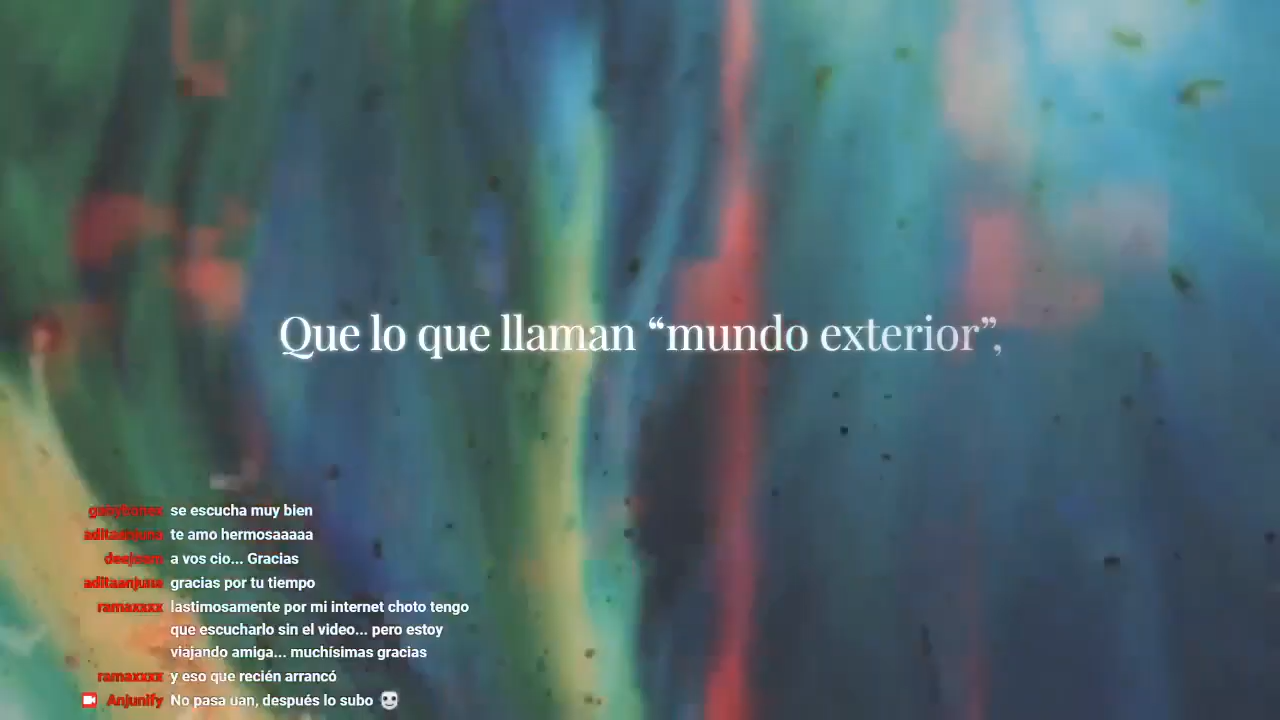 Que lo que llaman “mundo exterior”,
se escucha muy bien
te amo hermosaaaaa
a vos cio... Gracias
aditaanjuna gracias por tu tiempo
ramaxxxx lastimosamente por mi internet choto tengo
que escucharlo sin el video... pero estoy
viajando amiga... muchísimas gracias
ramaxxxx y eso que recién arrancó
Anjunify No pasa uan, después lo subo